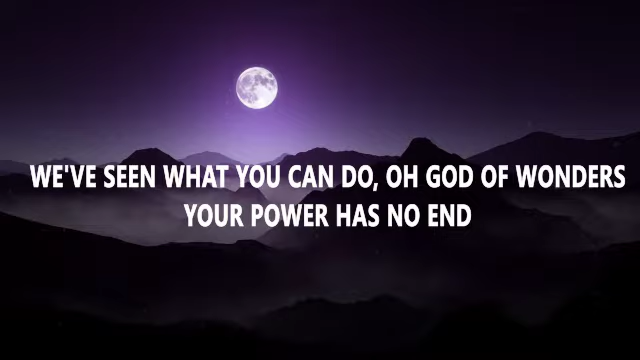 WE'VE SEEN WHAT YOU CAN DO, OH GOD OF WONDERS
YOUR POWER HAS NO END